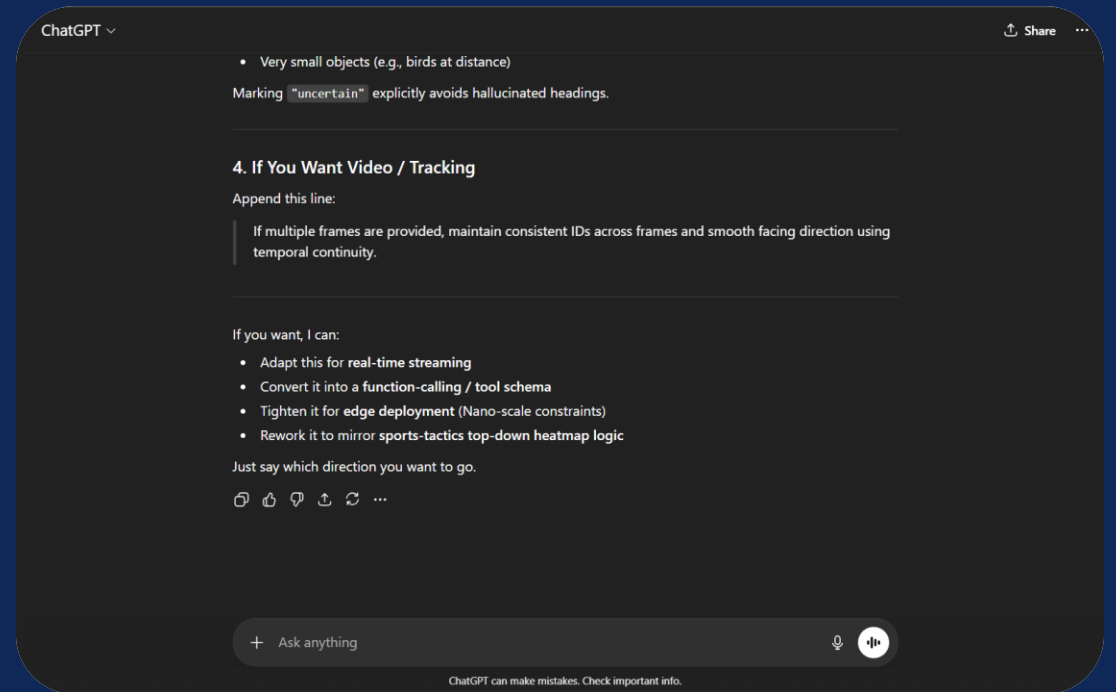 ChatGPT
Share
• Very small objects (e.g., birds at distance)
Marking "uncertain" explicitly avoids hallucinated headings.
4. If You Want Video / Tracking
Append this line:
If multiple frames are provided, maintain consistent IDs across frames and smooth facing direction using
temporal continuity.
If you want, I can:
• Adapt this for real-time streaming
• Convert it into a function-calling / tool schema
• Tighten it for edge deployment (Nano-scale constraints)
• Rework it to mirror sports-tactics top-down heatmap logic
Just say which direction you want to go.
Ask anything
ChatGPT can make mistakes. Check important info.